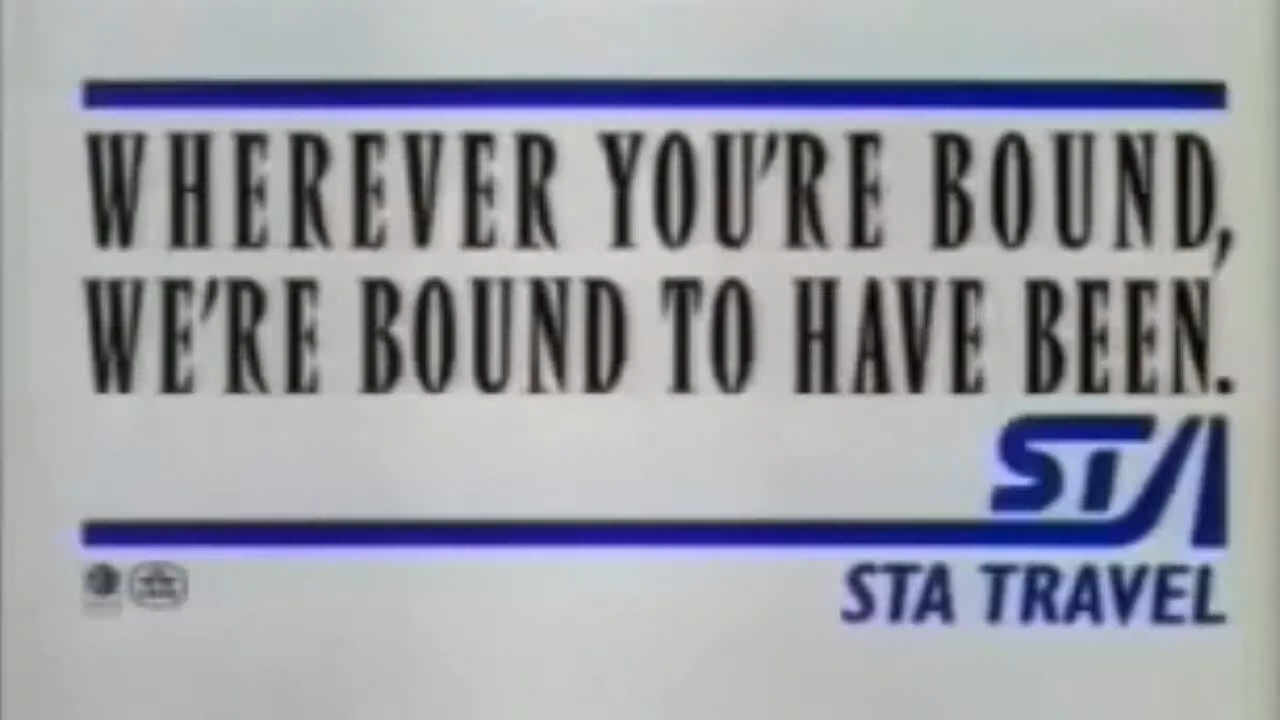 WHEREVER YOU'RE BOUND,
WE'RE BOUND TO HAVE BEEN.
STA
STA TRAVEL